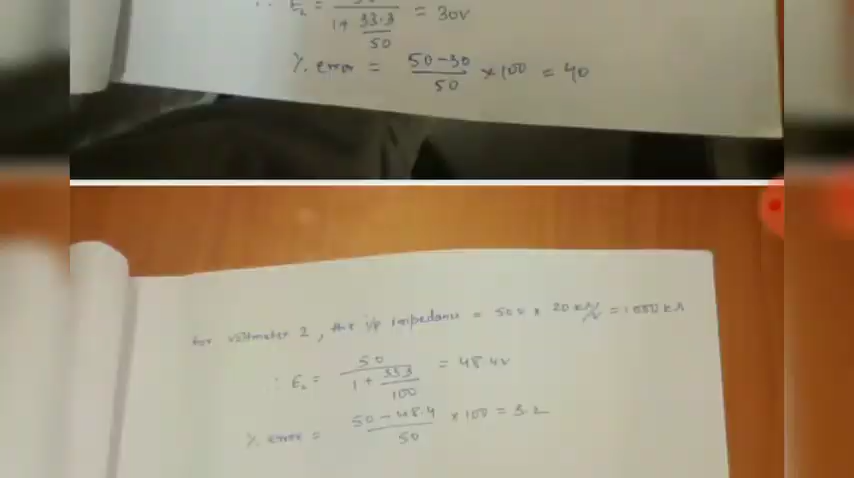 ∴ E₂ = 50 / (1 + 33.3/50) = 30V
% error = (50-30)/50 × 100 = 40
For voltmeter 2, the i/p impedance = 50V × 20 kΩ/V = 1000 kΩ
∴ E₂ = 50 / (1 + 33.3/100) = 48.4V
% error = (50-48.4)/50 × 100 = 3.2